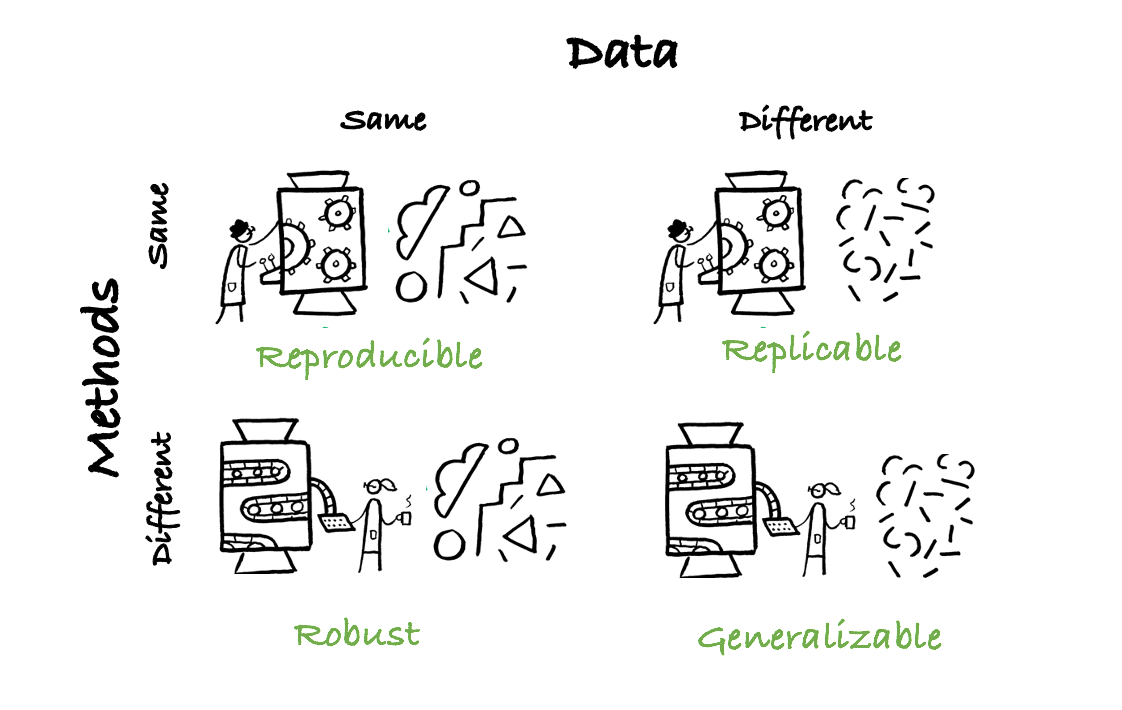 Data
Same
Different
Methods
Same
Reproducible
Replicable
Different
Robust
Generalizable